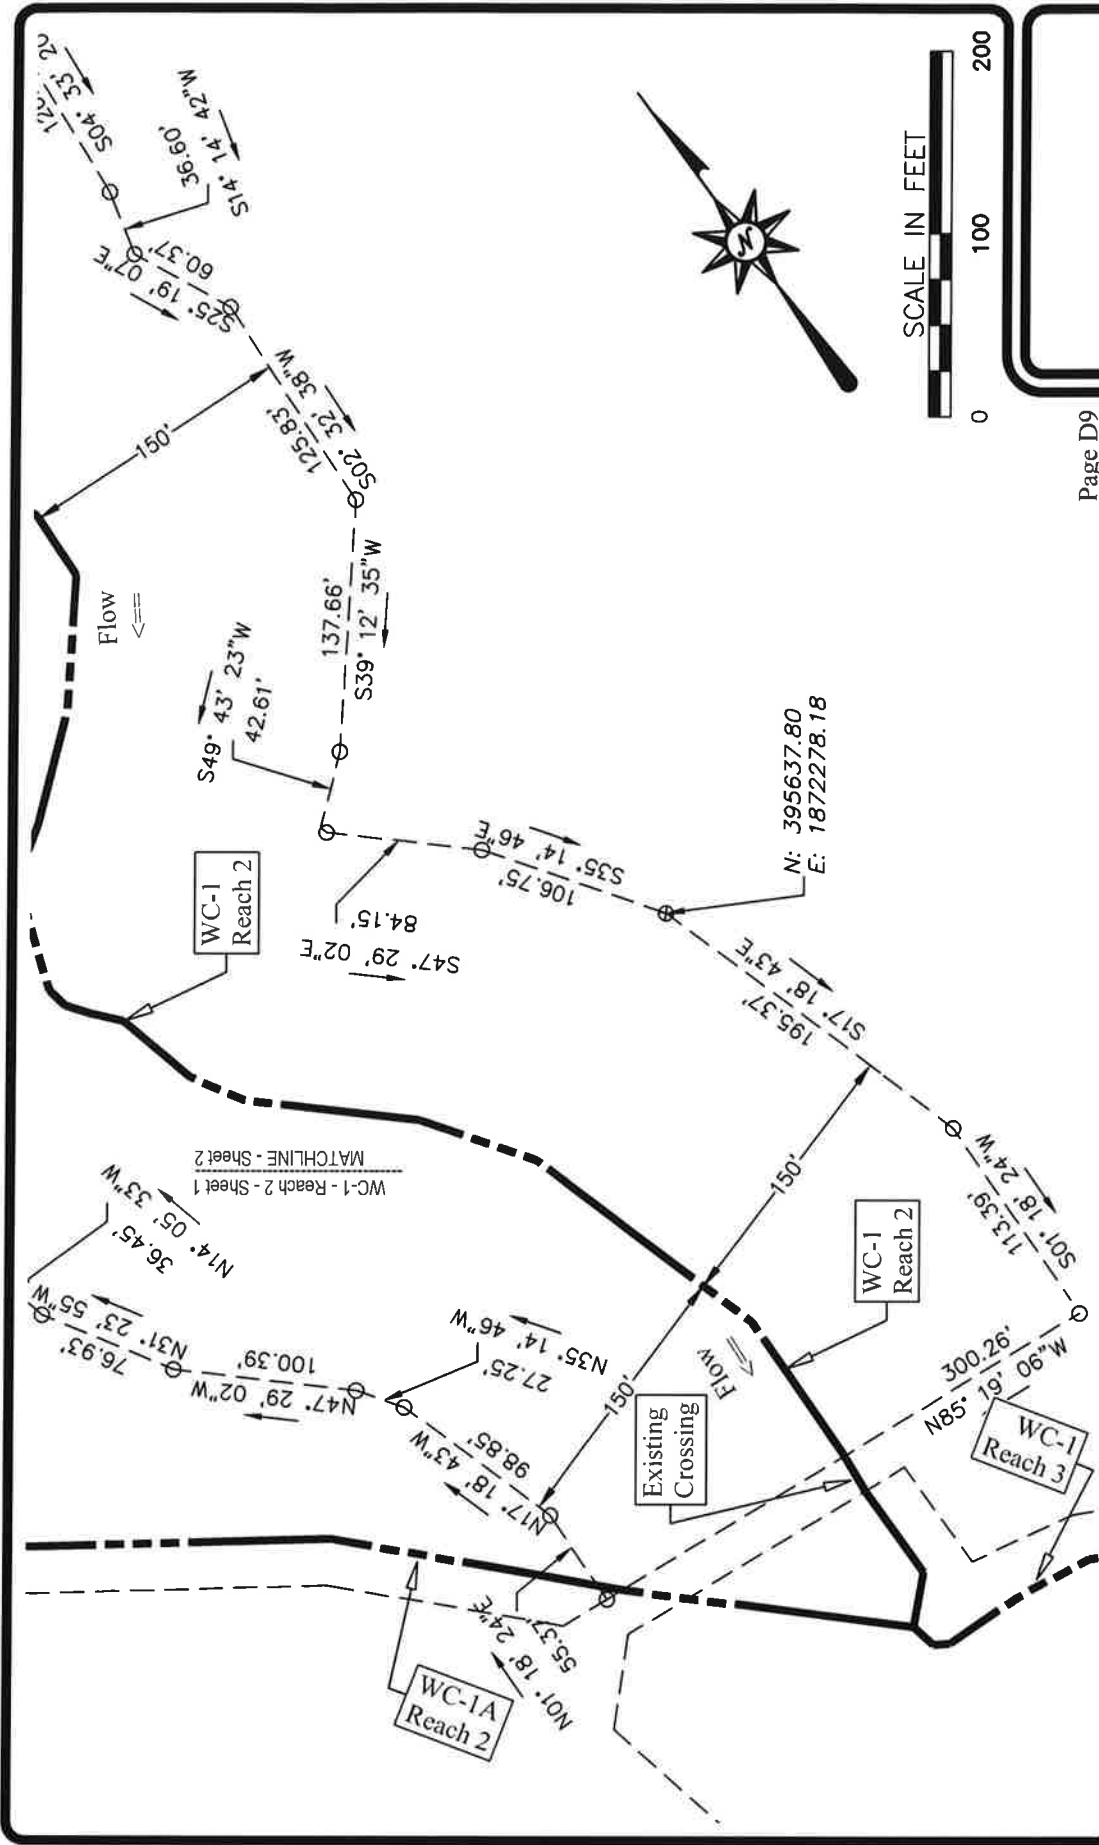 S04° 33' 20
S14° 14' 42"W
36.60'
S25° 19' 07"E
60.37'
150'
S02° 32' 38"W
125.83'
Flow
<==
137.66'
S39° 12' 35"W
S49° 43' 23"W
42.61'
WC-1
Reach 2
S47° 29' 02"E
84.15'
S35° 14' 46"E
106.75'
N: 395637.80
E: 1872278.18
S17° 18' 43"E
195.37'
150'
S01° 18' 24"W
113.39'
WC-1 - Reach 2 - Sheet 1
MATCHLINE - Sheet 2
N14° 05' 33"W
36.45'
N31° 23' 55"W
76.93'
N47° 29' 02"W
100.39'
N35° 14' 46"W
27.25'
N17° 18' 43"W
98.85'
150'
Flow
<==
WC-1
Reach 2
300.26'
N85° 19' 06"W
Existing
Crossing
WC-1
Reach 3
N01° 18' 24"E
55.37'
WC-1A
Reach 2
N
SCALE IN FEET
0 100 200
Page D9